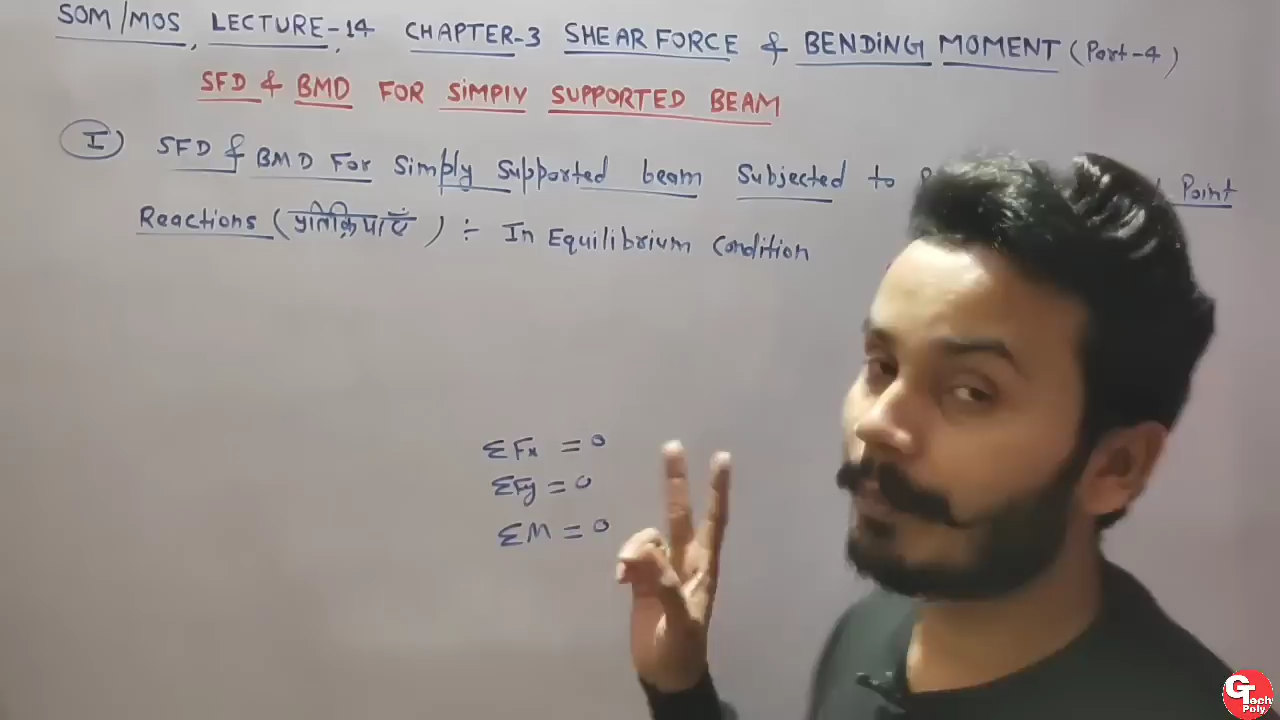 SOM/MOS, LECTURE-14 CHAPTER-3 SHEAR FORCE & BENDING MOMENT (Part-4)
SFD & BMD FOR SIMPLY SUPPORTED BEAM
I) SFD & BMD FOR Simply Supported beam Subjected to Point
Reactions (प्रतिक्रियाएँ) :- In Equilibrium Condition
ΣFx = 0
ΣFy = 0
ΣM = 0
GTech
Poly